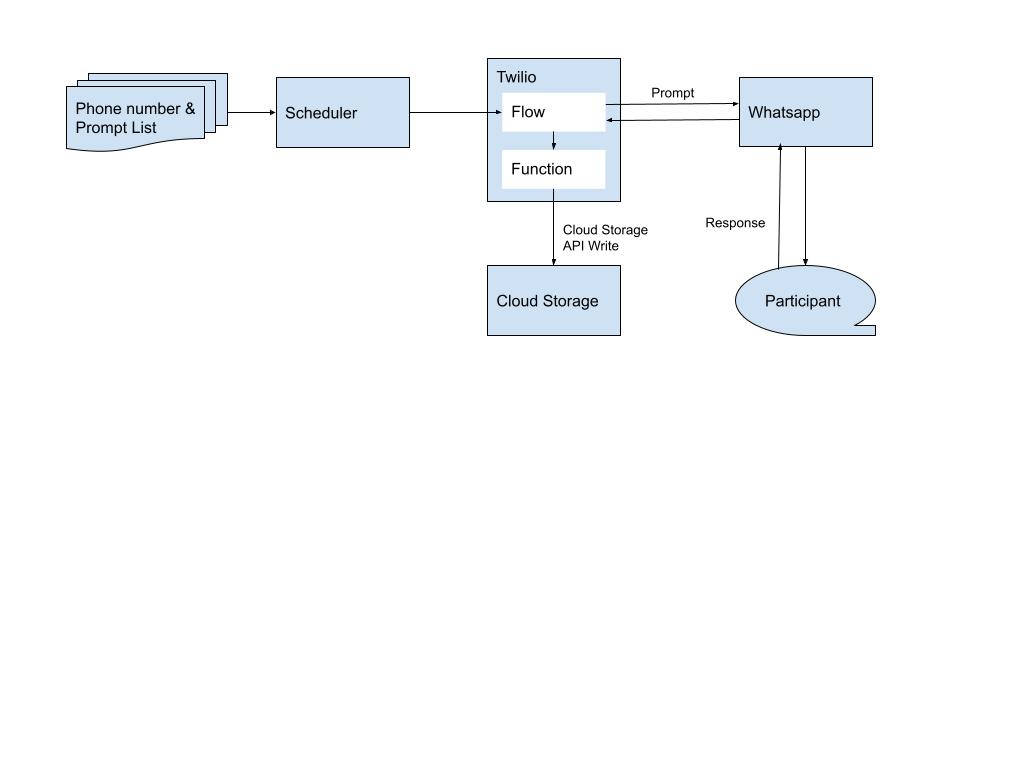 Twilio
Phone number &
Prompt List
Scheduler
Flow
Prompt
Whatsapp
Function
Cloud Storage
API Write
Response
Cloud Storage
Participant